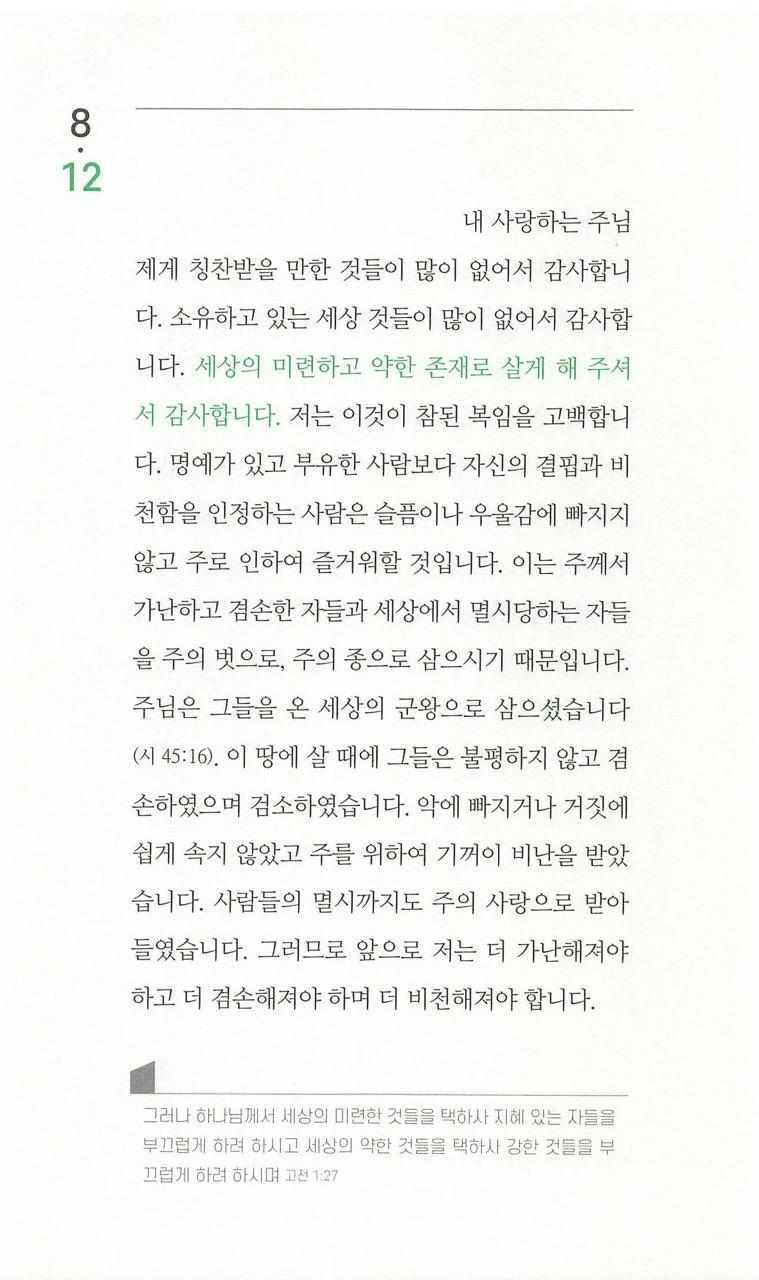 8
·
12
내 사랑하는 주님
제게 칭찬받을 만한 것들이 많이 없어서 감사합니
다. 소유하고 있는 세상 것들이 많이 없어서 감사합
니다. 세상의 미련하고 약한 존재로 살게 해 주셔
서 감사합니다. 저는 이것이 참된 복임을 고백합니
다. 명예가 있고 부유한 사람보다 자신의 결핍과 비
천함을 인정하는 사람은 슬픔이나 우울감에 빠지지
않고 주로 인하여 즐거워할 것입니다. 이는 주께서
가난하고 겸손한 자들과 세상에서 멸시당하는 자들
을 주의 벗으로, 주의 종으로 삼으시기 때문입니다.
주님은 그들을 온 세상의 군왕으로 삼으셨습니다
(시 45:16). 이 땅에 살 때에 그들은 불평하지 않고 겸
손하였으며 검소하였습니다. 악에 빠지거나 거짓에
쉽게 속지 않았고 주를 위하여 기꺼이 비난을 받았
습니다. 사람들의 멸시까지도 주의 사랑으로 받아
들였습니다. 그러므로 앞으로 저는 더 가난해져야
하고 더 겸손해져야 하며 더 비천해져야 합니다.
그러나 하나님께서 세상의 미련한 것들을 택하사 지혜 있는 자들을
부끄럽게 하려 하시고 세상의 약한 것들을 택하사 강한 것들을 부
끄럽게 하려 하시며 고전 1:27